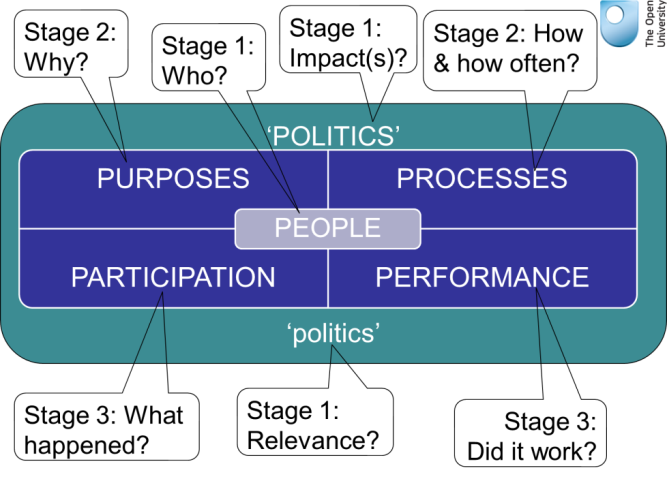 Stage 2:
Why?
Stage 1:
Who?
Stage 1:
Impact(s)?
Stage 2: How
& how often?
The Open
University
‘POLITICS’
PURPOSES
PROCESSES
PEOPLE
PARTICIPATION
PERFORMANCE
‘politics’
Stage 3: What
happened?
Stage 1:
Relevance?
Stage 3:
Did it work?